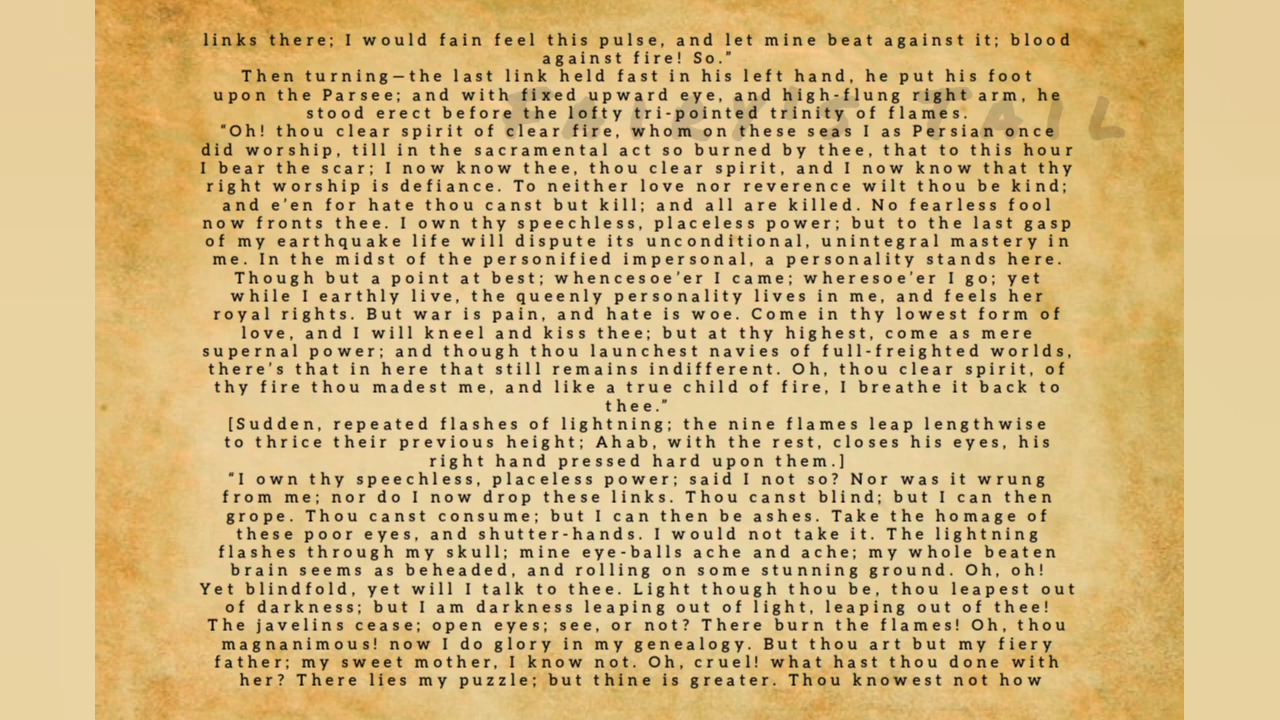 links there; I would fain feel this pulse, and let mine beat against it; blood
against fire! So.”
Then turning—the last link held fast in his left hand, he put his foot
upon the Parsee; and with fixed upward eye, and high-flung right arm, he
stood erect before the lofty tri-pointed trinity of flames.
“Oh! thou clear spirit of clear fire, whom on these seas I as Persian once
did worship, till in the sacramental act so burned by thee, that to this hour
I bear the scar; I now know thee, thou clear spirit, and I now know that thy
right worship is defiance. To neither love nor reverence wilt thou be kind;
and e’en for hate thou canst but kill; and all are killed. No fearless fool
now fronts thee. I own thy speechless, placeless power; but to the last gasp
of my earthquake life will dispute its unconditional, unintegral mastery in
me. In the midst of the personified impersonal, a personality stands here.
Though but a point at best; whencesoe’er I came; wheresoe’er I go; yet
while I earthly live, the queenly personality lives in me, and feels her
royal rights. But war is pain, and hate is woe. Come in thy lowest form of
love, and I will kneel and kiss thee; but at thy highest, come as mere
supernal power; and though thou launchest navies of full-freighted worlds,
there’s that in here that still remains indifferent. Oh, thou clear spirit, of
thy fire thou madest me, and like a true child of fire, I breathe it back to
thee.”
[Sudden, repeated flashes of lightning; the nine flames leap lengthwise
to thrice their previous height; Ahab, with the rest, closes his eyes, his
right hand pressed hard upon them.]
“I own thy speechless, placeless power; said I not so? Nor was it wrung
from me; nor do I now drop these links. Thou canst blind; but I can then
grope. Thou canst consume; but I can then be ashes. Take the homage of
these poor eyes, and shutter-hands. I would not take it. The lightning
flashes through my skull; mine eye-balls ache and ache; my whole beaten
brain seems as beheaded, and rolling on some stunning ground. Oh, oh!
Yet blindfold, yet will I talk to thee. Light though thou be, thou leapest out
of darkness; but I am darkness leaping out of light, leaping out of thee!
The javelins cease; open eyes; see, or not? There burn the flames! Oh, thou
magnanimous! now I do glory in my genealogy. But thou art but my fiery
father; my sweet mother, I know not. Oh, cruel! what hast thou done with
her? There lies my puzzle; but thine is greater. Thou knowest not how